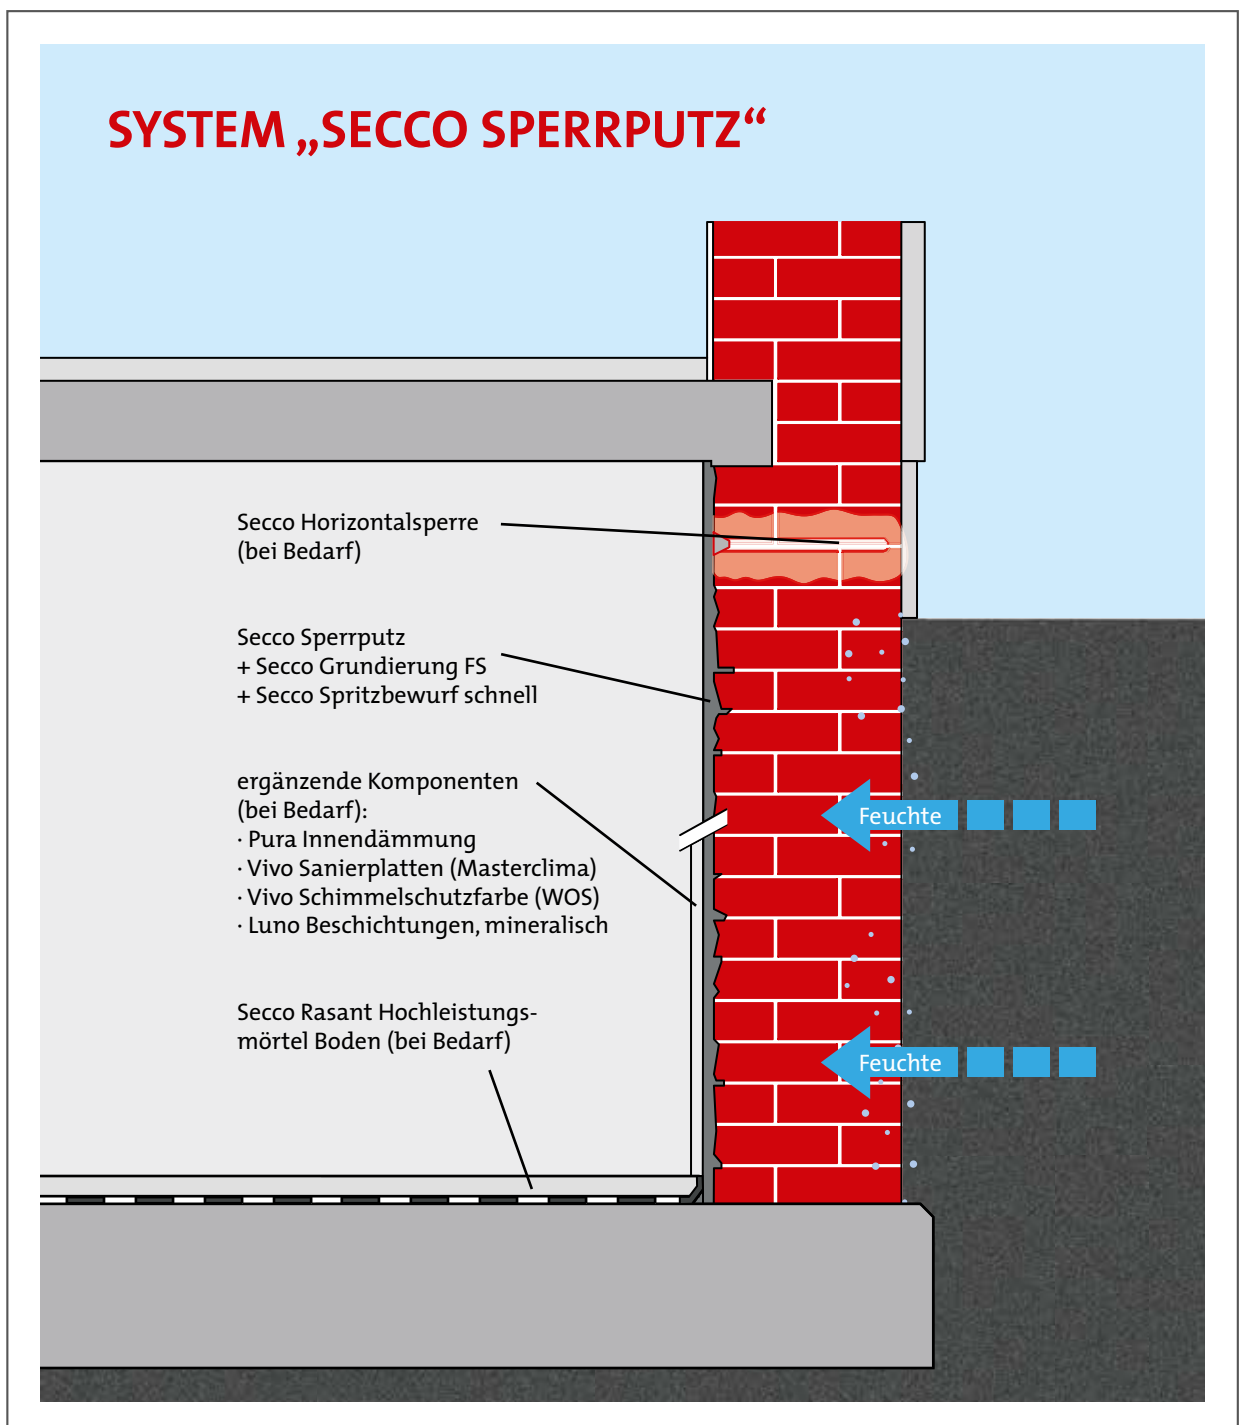 SYSTEM „SECCO SPERRPUTZ“
Secco Horizontalsperre
(bei Bedarf)
Secco Sperrputz
+ Secco Grundierung FS
+ Secco Spritzbewurf schnell
ergänzende Komponenten
(bei Bedarf):
· Pura Innendämmung
· Vivo Sanierplatten (Masterclima)
· Vivo Schimmelschutzfarbe (WOS)
· Luno Beschichtungen, mineralisch
Feuchte
Secco Rasant Hochleistungs-
mörtel Boden (bei Bedarf)
Feuchte